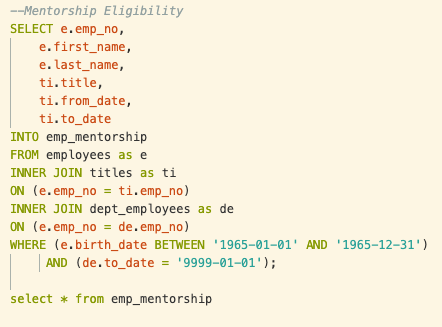 --Mentorship Eligibility
SELECT e.emp_no,
e.first_name,
e.last_name,
ti.title,
ti.from_date,
ti.to_date
INTO emp_mentorship
FROM employees as e
INNER JOIN titles as ti
ON (e.emp_no = ti.emp_no)
INNER JOIN dept_employees as de
ON (e.emp_no = de.emp_no)
WHERE (e.birth_date BETWEEN '1965-01-01' AND '1965-12-31')
AND (de.to_date = '9999-01-01');
select * from emp_mentorship